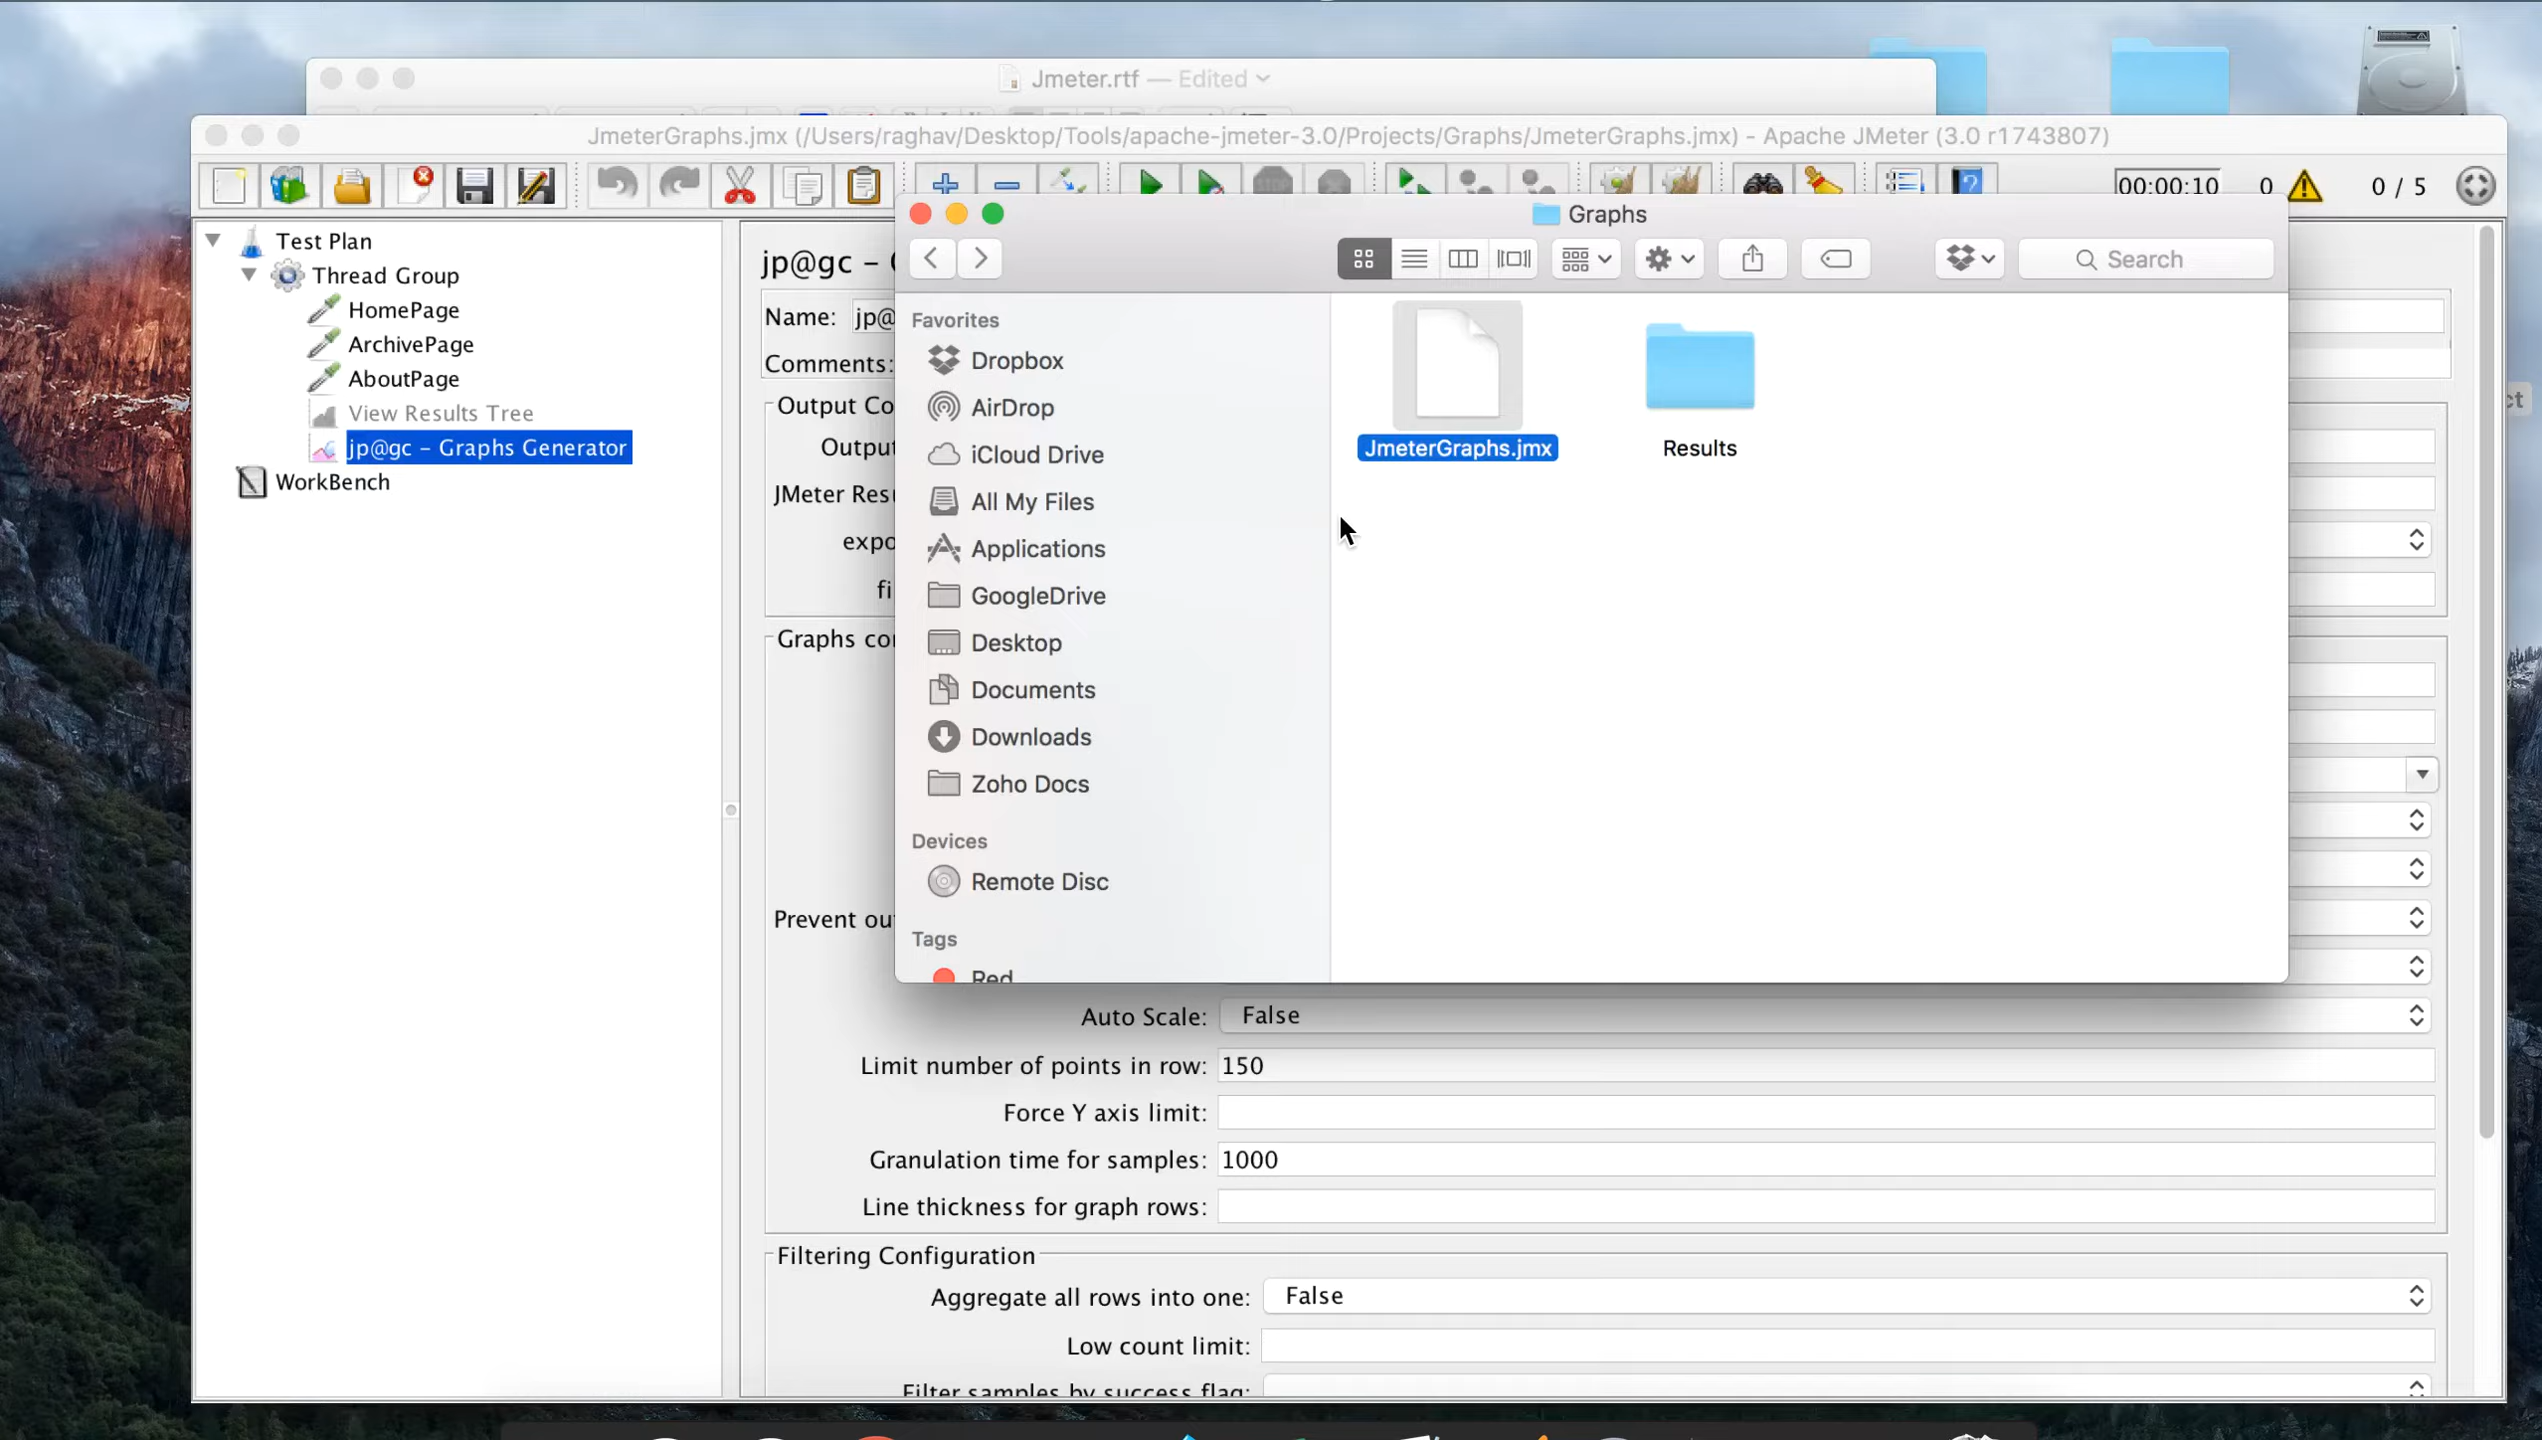 Jmeter.rtf — Edited
JmeterGraphs.jmx (/Users/raghav/Desktop/Tools/apache-jmeter-3.0/Projects/Graphs/JmeterGraphs.jmx) - Apache JMeter (3.0 r1743807)
00:00:10 0 0 / 5
Graphs
Search
Test Plan
Thread Group
HomePage
ArchivePage
AboutPage
View Results Tree
jp@gc - Graphs Generator
WorkBench
jp@gc -
Name: jp@
Comments:
Output Co
Output
JMeter Res
expo
fi
Graphs co
Prevent ou
Favorites
Dropbox
AirDrop
iCloud Drive
All My Files
Applications
GoogleDrive
Desktop
Documents
Downloads
Zoho Docs
Devices
Remote Disc
Tags
Red
JmeterGraphs.jmx
Results
ct
Auto Scale: False
Limit number of points in row: 150
Force Y axis limit:
Granulation time for samples: 1000
Line thickness for graph rows:
Filtering Configuration
Aggregate all rows into one: False
Low count limit:
Filter samples by success flag: